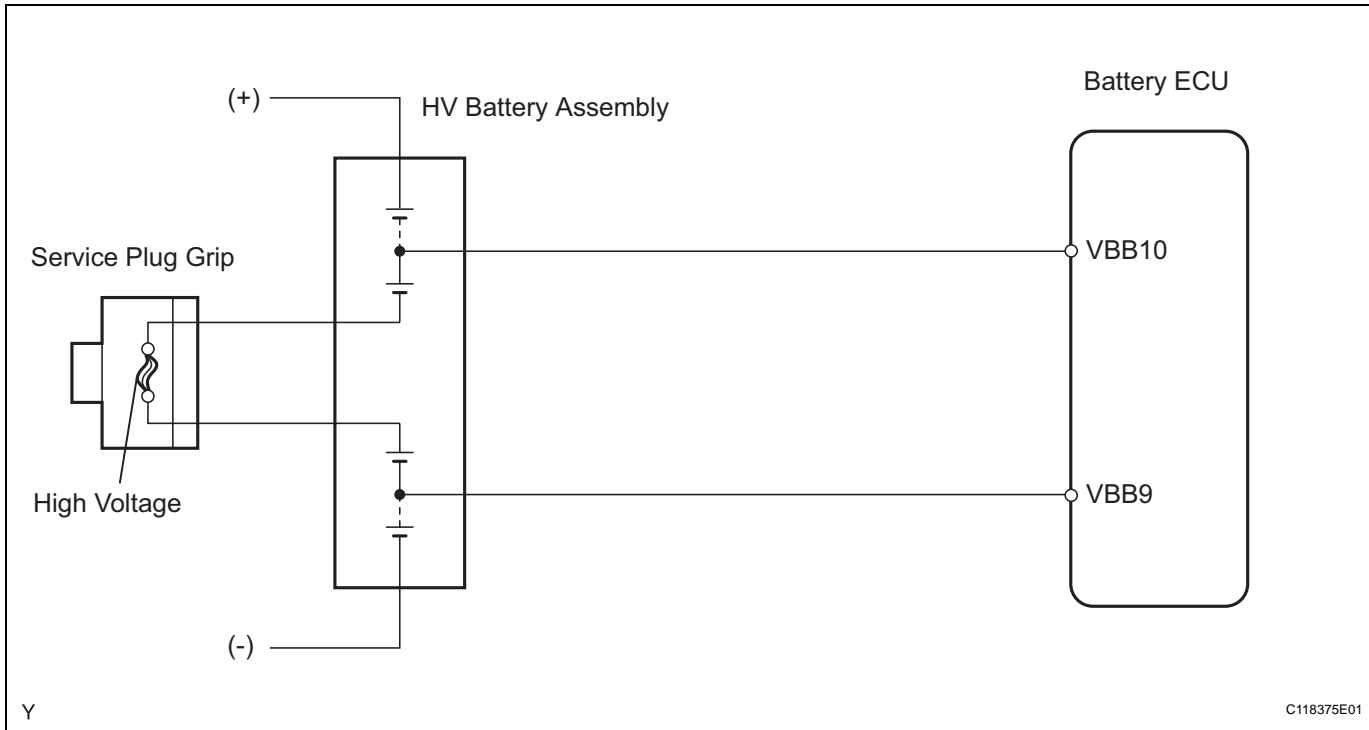 Battery ECU
(+)
HV Battery Assembly
Service Plug Grip
VBB10
High Voltage
VBB9
(-)
Y
C118375E01